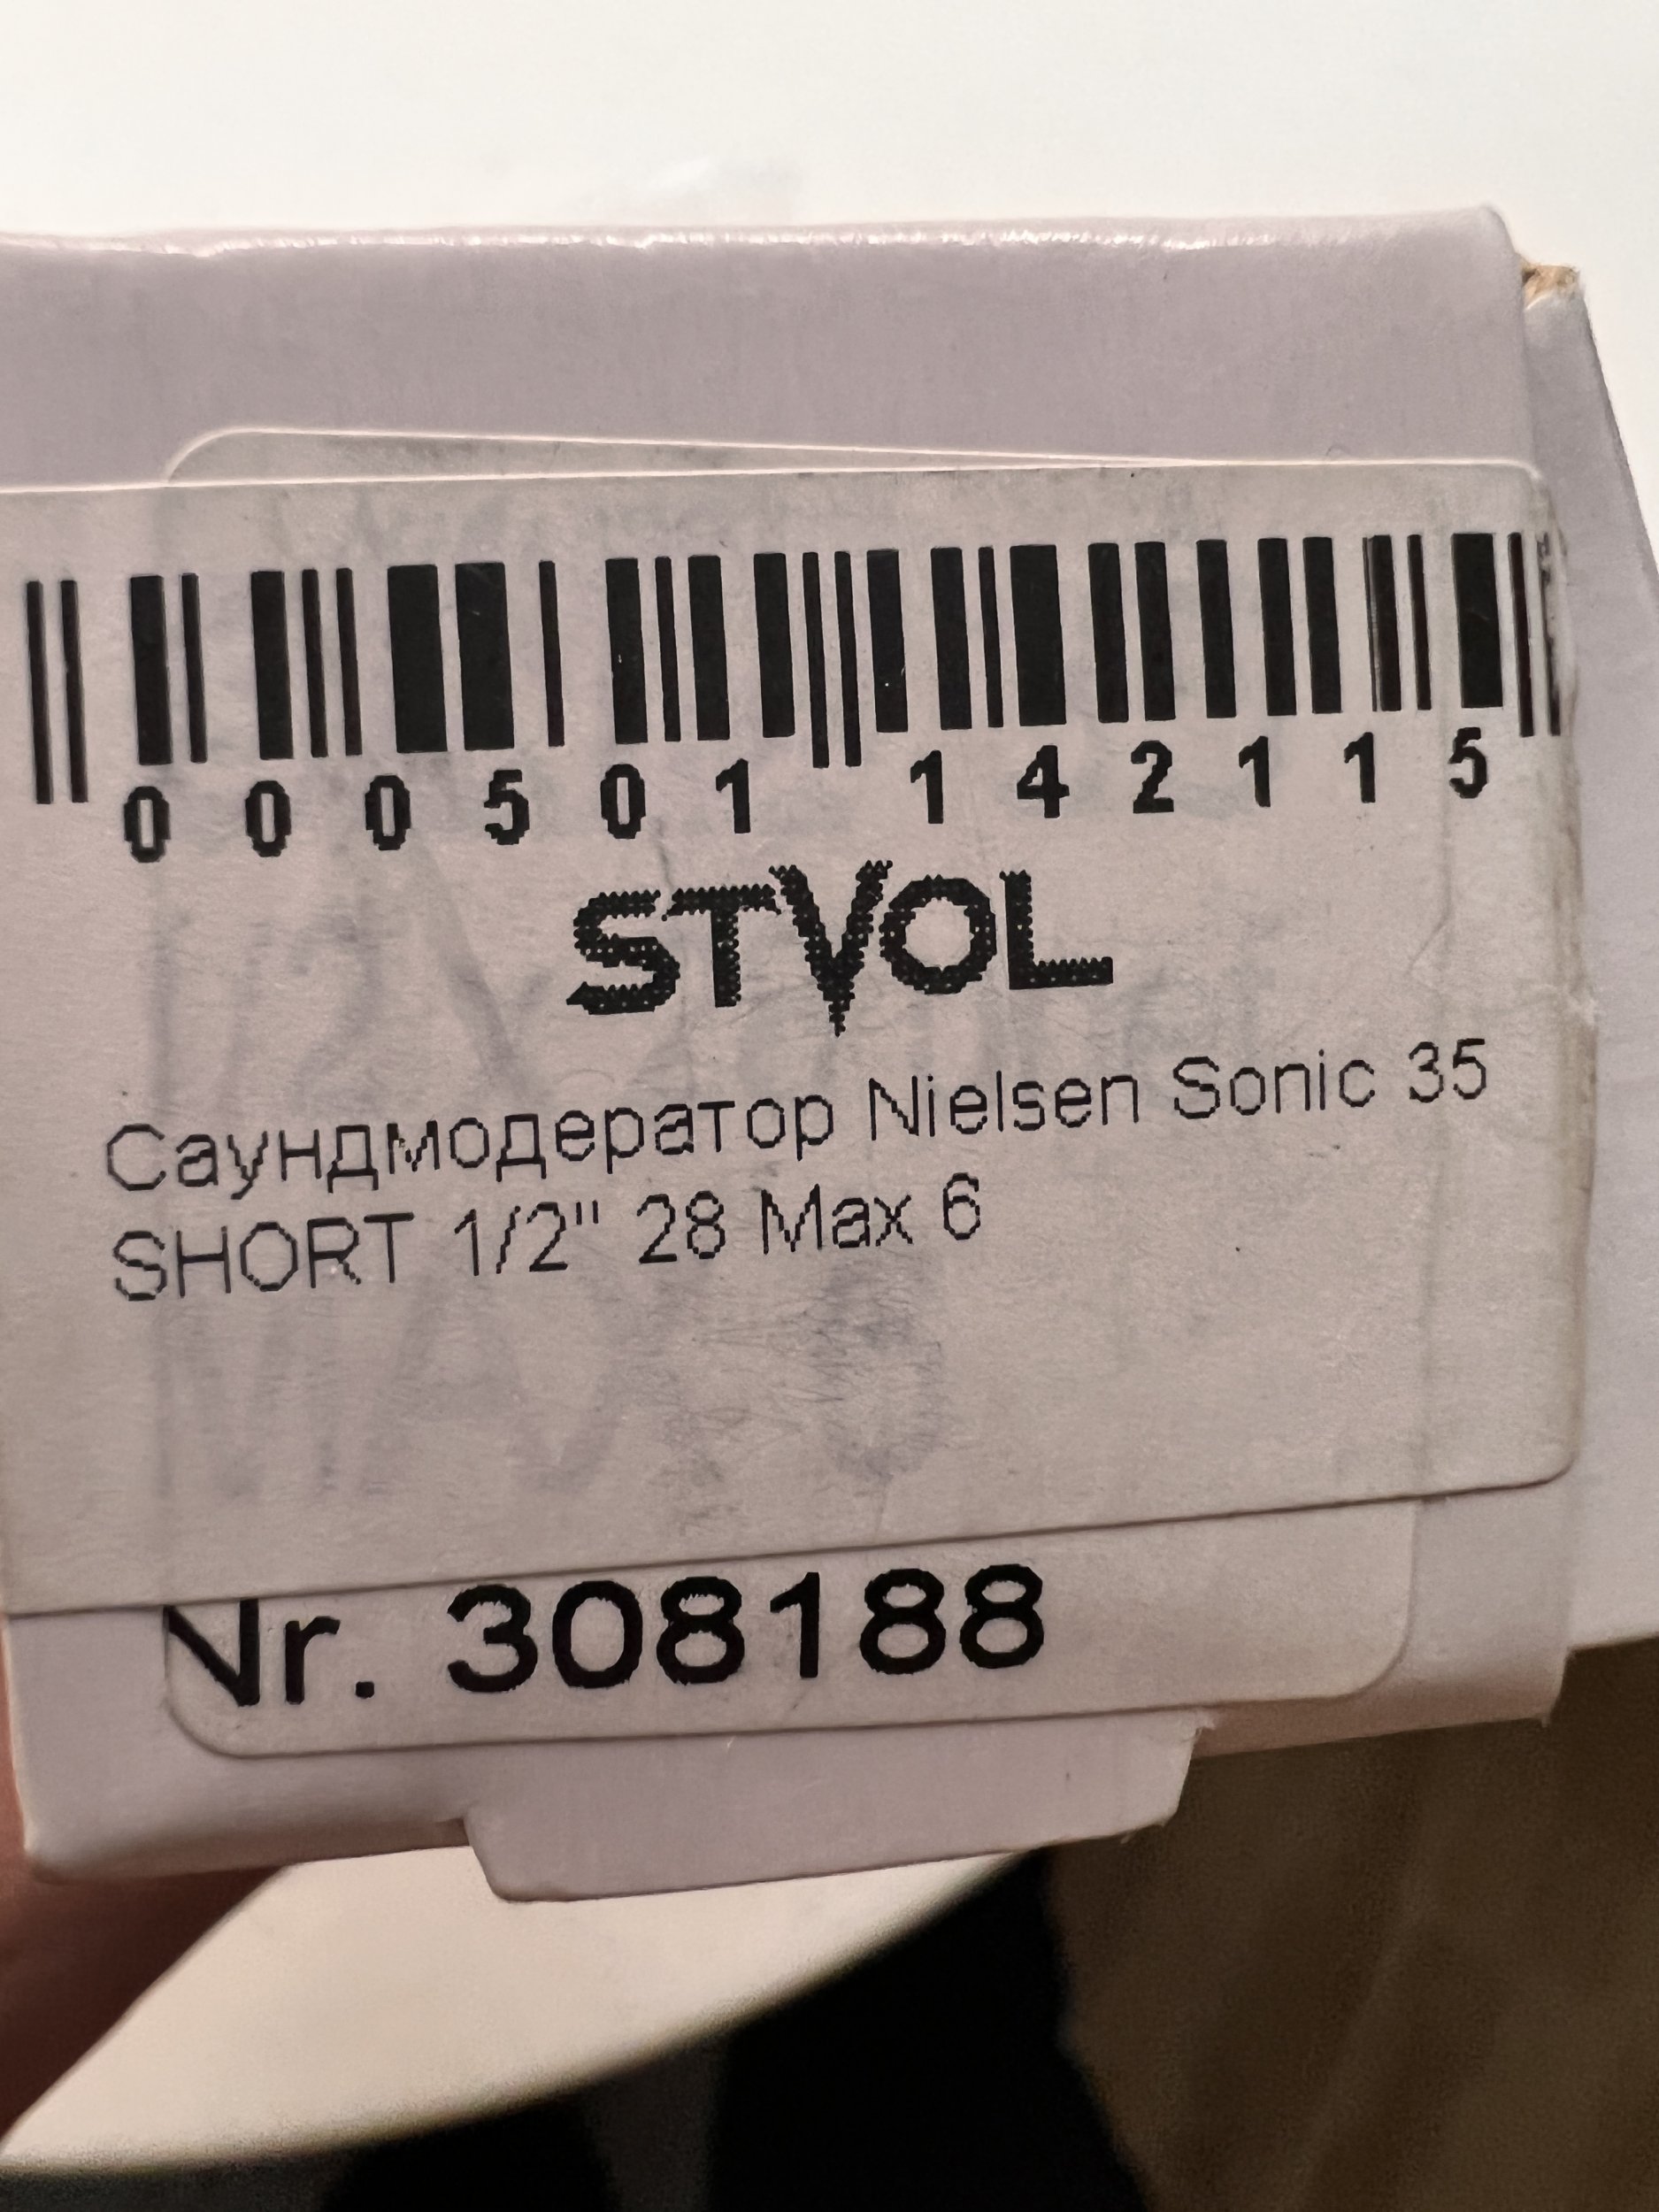 000501 142115
STVOL
Саундмодератор Nielsen Sonic 35
SHORT 1/2" 28 Max 6
Nr. 308188